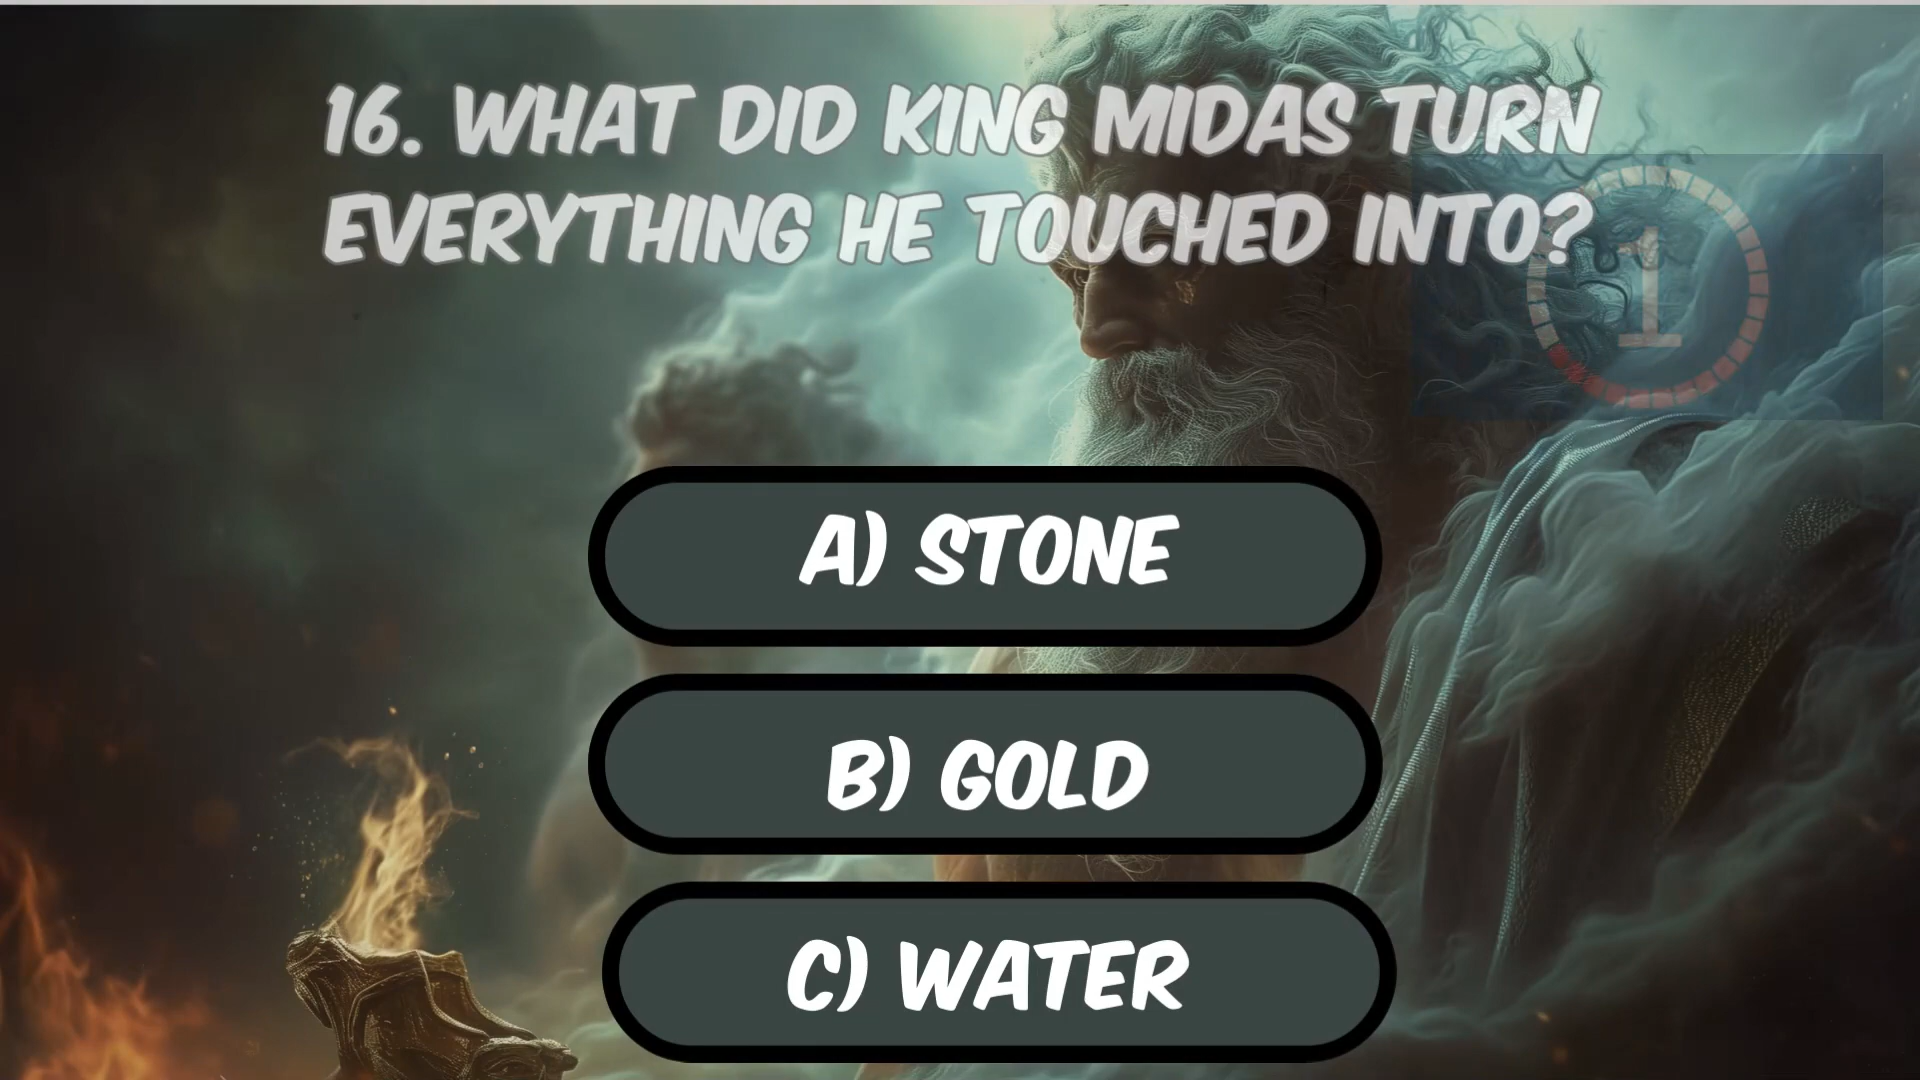 16. WHAT DID KING MIDAS TURN
EVERYTHING HE TOUCHED INTO?
1
A) STONE
B) GOLD
C) WATER